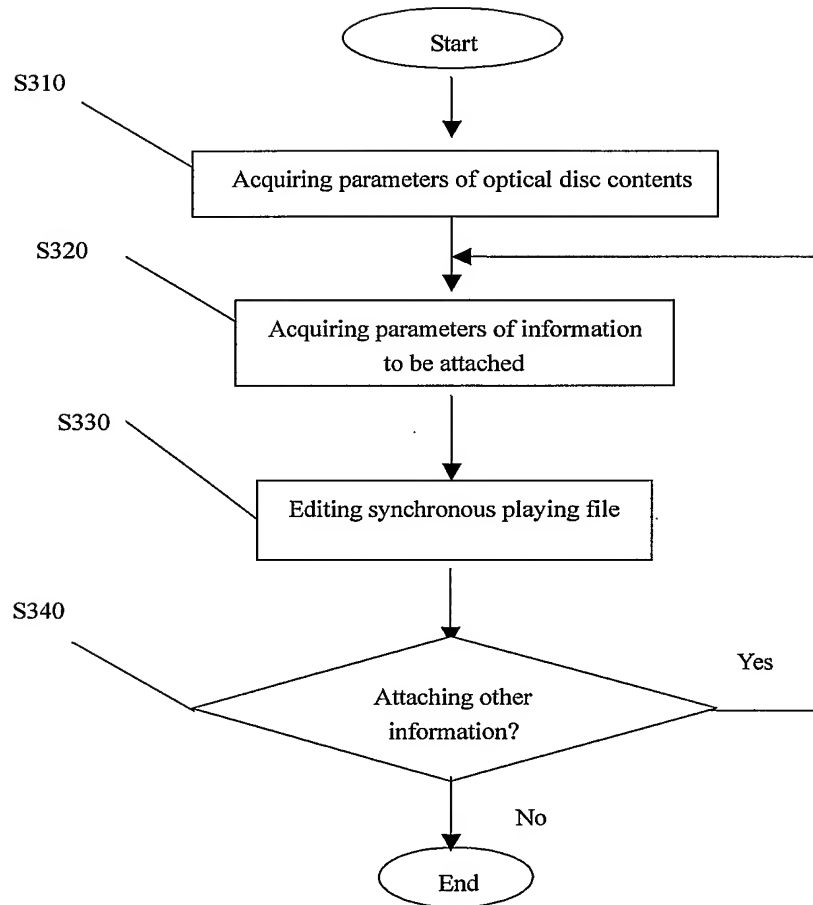 Start
S310
Acquiring parameters of optical disc contents
S320
Acquiring parameters of information
to be attached
S330
Editing synchronous playing file
S340
Yes
Attaching other
information?
No
End